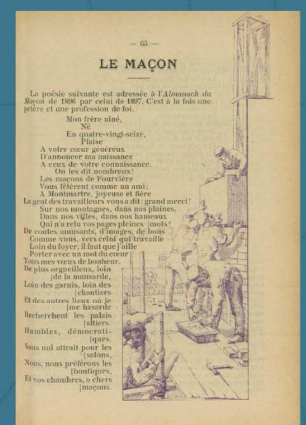 — 65 —
LE MAÇON
La poésie suivante est adressée à l'Almanach du
Maçon de 1896 par celui de 1897. C'est à la fois une
prière et une profession de foi.
Mon frère aîné,
Né
En quatre-vingt-seize,
Plaise
A votre cœur généreux
D'annoncer ma naissance
A ceux de votre connaissance.
On les dit nombreux!
Les maçons de Fourvière
Vous fêtèrent comme un ami;
A Montmartre, joyeuse et fière
La gent des travailleurs vous a dit: grand merci!
Sur nos montagnes, dans nos plaines,
Dans nos villes, dans nos hameaux
Qui n'a relu vos pages pleines [mots?
De contes amusants, d'images, de bons
Comme vous, vers celui qui travaille
Loin du foyer, il faut que j'aille
Porter avec un mot du cœur
Tous mes vœux de bonheur.
De plus orgueilleux, loin
[de la mansarde,
Loin des garnis, loin des
[chantiers
Et des autres lieux où je
[me hasarde
Recherchent les palais
[altiers.
Humbles, démocrati-
[ques,
Sans nul attrait pour les
[salons,
Nous, nous préférons les
[boutiques,
Et vos chambres, o chers
[maçons.